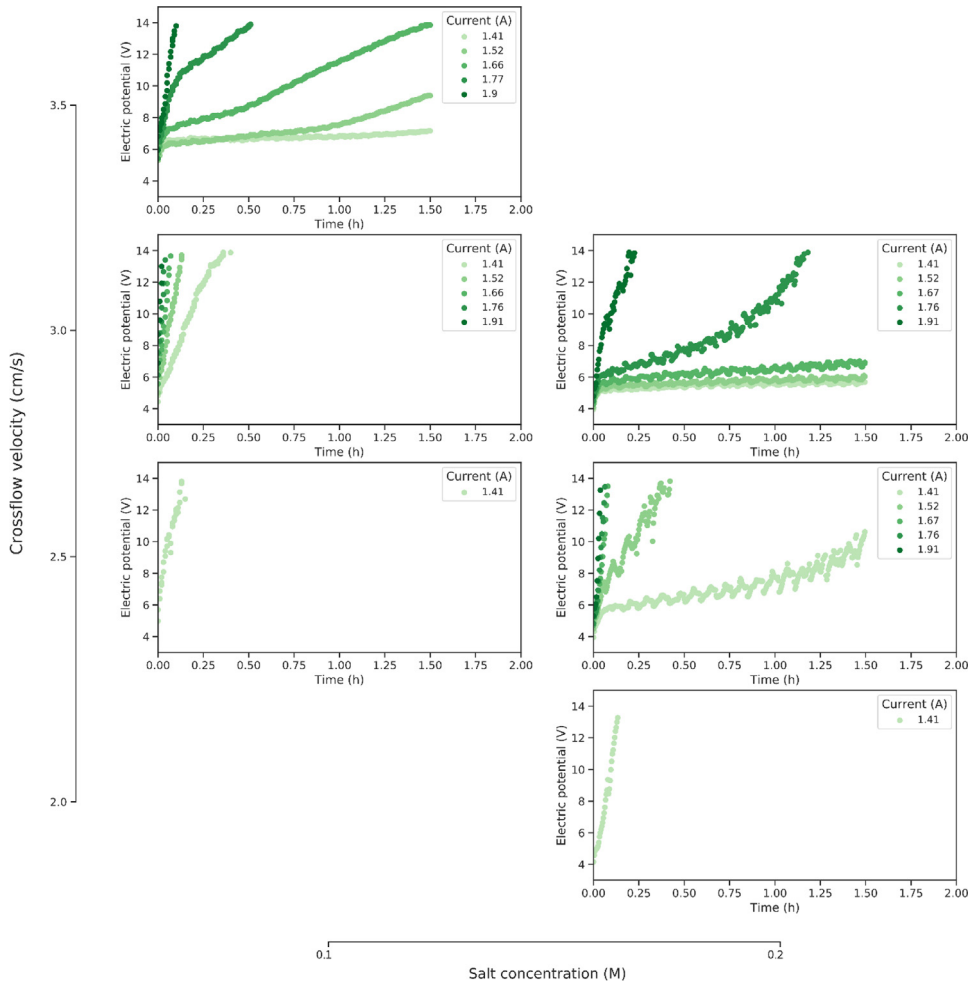 Current (A)
1.41
1.52
1.66
1.77
1.9
14
12
10
8
6
4
Electric potential (V)
0.00 0.25 0.50 0.75 1.00 1.25 1.50 1.75 2.00
Time (h)
Current (A)
1.41
1.52
1.66
1.76
1.91
14
12
10
8
6
4
Electric potential (V)
0.00 0.25 0.50 0.75 1.00 1.25 1.50 1.75 2.00
Time (h)
Current (A)
1.41
1.52
1.67
1.76
1.91
14
12
10
8
6
4
Electric potential (V)
0.00 0.25 0.50 0.75 1.00 1.25 1.50 1.75 2.00
Time (h)
Current (A)
1.41
14
12
10
8
6
4
Electric potential (V)
0.00 0.25 0.50 0.75 1.00 1.25 1.50 1.75 2.00
Time (h)
Current (A)
1.41
1.52
1.67
1.76
1.91
14
12
10
8
6
4
Electric potential (V)
0.00 0.25 0.50 0.75 1.00 1.25 1.50 1.75 2.00
Time (h)
Current (A)
1.41
14
12
10
8
6
4
Electric potential (V)
0.00 0.25 0.50 0.75 1.00 1.25 1.50 1.75 2.00
Time (h)
3.5
3.0
2.5
2.0
Crossflow velocity (cm/s)
0.1 0.2
Salt concentration (M)